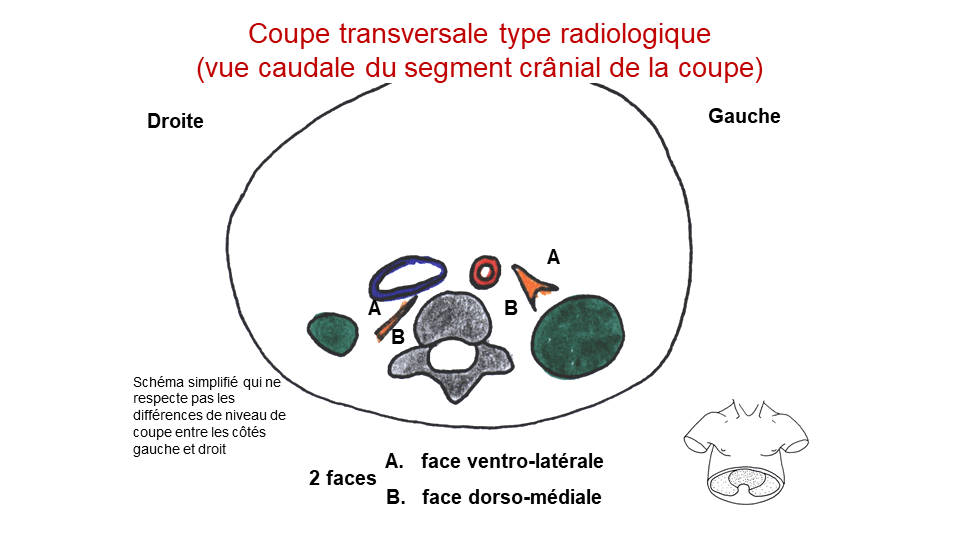 Coupe transversale type radiologique
(vue caudale du segment crânial de la coupe)
Droite
Gauche
A
A
B
B
Schéma simplifié qui ne
respecte pas les
différences de niveau de
coupe entre les côtés
gauche et droit
2 faces
A. face ventro-latérale
B. face dorso-médiale